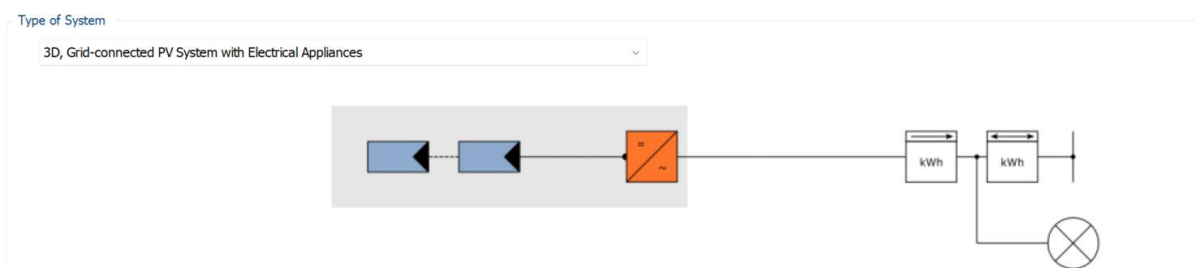 Type of System
3D, Grid-connected PV System with Electrical Appliances
=
~
kWh
kWh